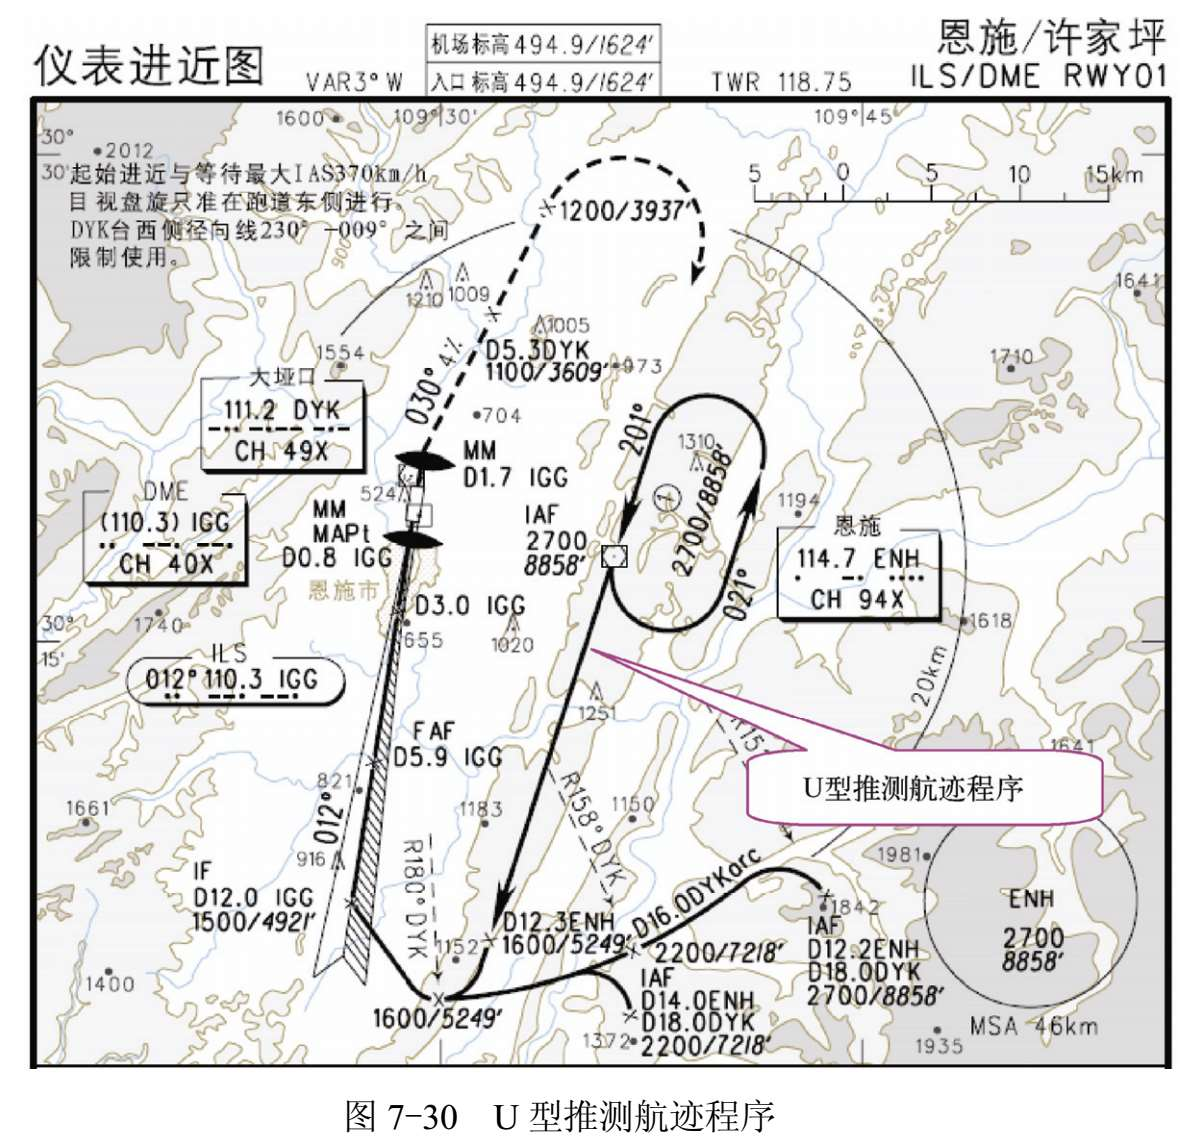 仪表进近图
VAR3°W
机场标高494.9/1624'
入口标高494.9/1624'
TWR 118.75
恩施/许家坪
ILS/DME RWY01
1600
109°30'
109°45'
30°
30'
2012
起始进近与等待最大IAS370km/h
目视盘旋只准在跑道东侧进行。
DYK台西侧径向线230°-009°之间
限制使用。
5 0 5 10 15km
1200/3937'
1210
1009
1641
1005
D5.3DYK
1100/3609'
973
1554
1710
030° 4%
大垭口
111.2 DYK
CH 49X
704
201°
1310
MM
D1.7 IGG
524
DME
(110.3) IGG
CH 40X
MM
MAPt
D0.8 IGG
恩施市
IAF
2700
8858'
1
2700/8858'
021°
1194
恩施
114.7 ENH
CH 94X
D3.0 IGG
655
1020
1740
1618
30°
15'
ILS
012° 110.3 IGG
20km
1251
R15
1641
U型推测航迹程序
FAF
D5.9 IGG
821
012°
1661
1183
R158°DYK
1150
916
R180°DYK
1981
IF
D12.0 IGG
1500/4921'
D16.0DYKarc
D12.3ENH
1600/5249'
1152
2200/7218'
1842
IAF
D12.2ENH
D18.0DYK
2700/8858'
ENH
2700
8858'
MSA 46km
1400
1600/5249'
IAF
D14.0ENH
D18.0DYK
2200/7218'
1372
1935
图 7-30 U 型推测航迹程序